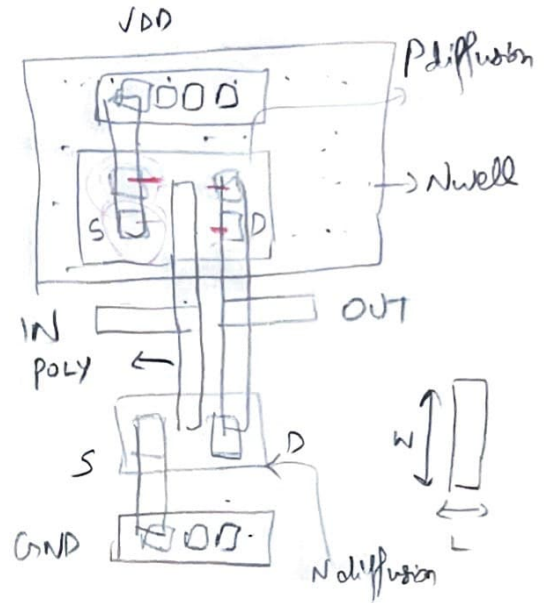 VDD
Pdiffusion
Nwell
S
D
IN
OUT
POLY
S
D
W
L
GND
Ndiffusion